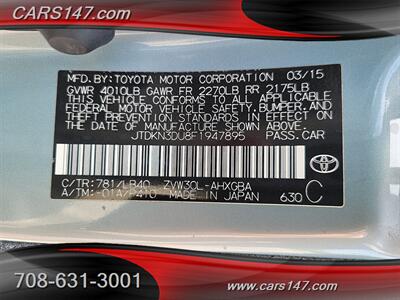 CARS147.com
MFD. BY: TOYOTA MOTOR CORPORATION 03/15
GVWR 4010LB GAWR FR 2270LB RR 2175LB
THIS VEHICLE CONFORMS TO ALL APPLICABLE
FEDERAL MOTOR VEHICLE SAFETY, BUMPER, AND
THEFT PREVENTION STANDARDS IN EFFECT ON
THE DATE OF MANUFACTURE SHOWN ABOVE.
JTDKN3DU8F1947895 PASS. CAR
C/TR: 781/LB40 ZVW30L-AHXGBA
A/TM: -01A/P410 MADE IN JAPAN 630 C
TOYOTA
708-631-3001
Cars147.com